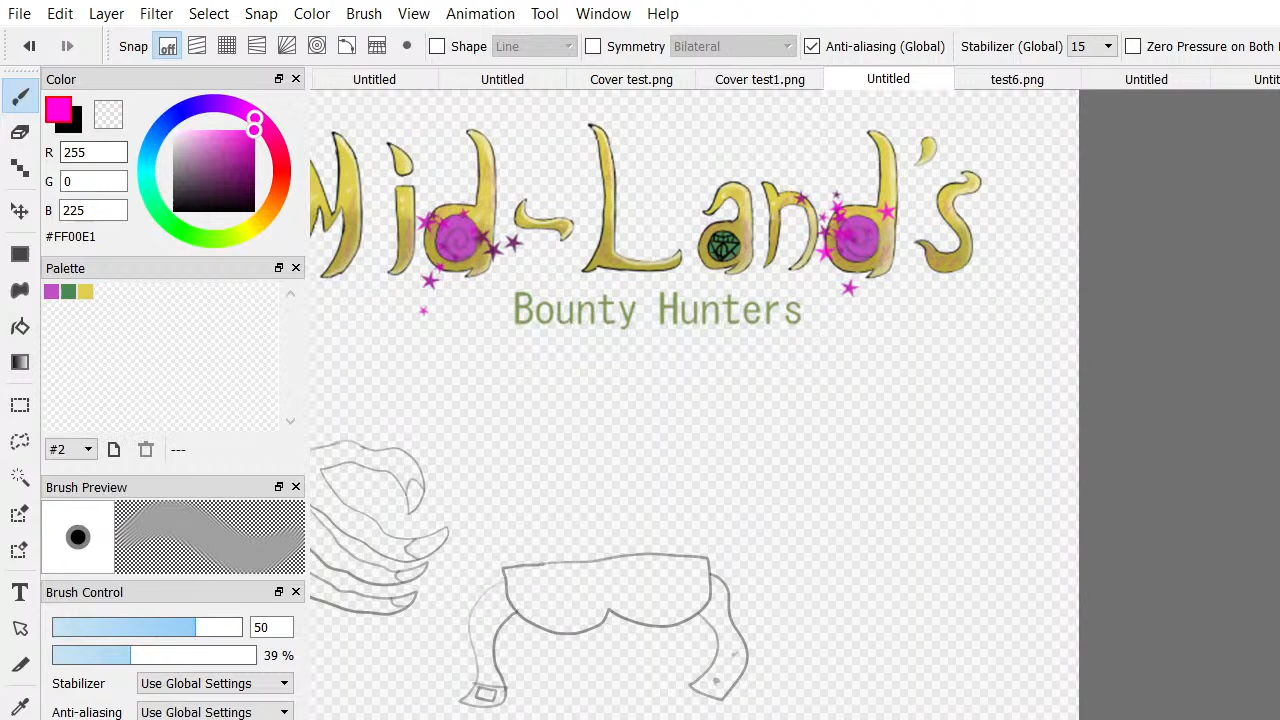 File Edit Layer Filter Select Snap Color Brush View Animation Tool Window Help
Snap off Shape Line Symmetry Bilateral Anti-aliasing (Global) Stabilizer (Global) 15 Zero Pressure on Both
Color
Untitled Untitled Cover test.png Cover test1.png Untitled test6.png Untitled Unti
R 255
G 0
B 225
#FF00E1
Mid-Land's
Bounty Hunters
Palette
#2 ---
Brush Preview
Brush Control
50
39 %
Stabilizer Use Global Settings
Anti-aliasing Use Global Settings
T